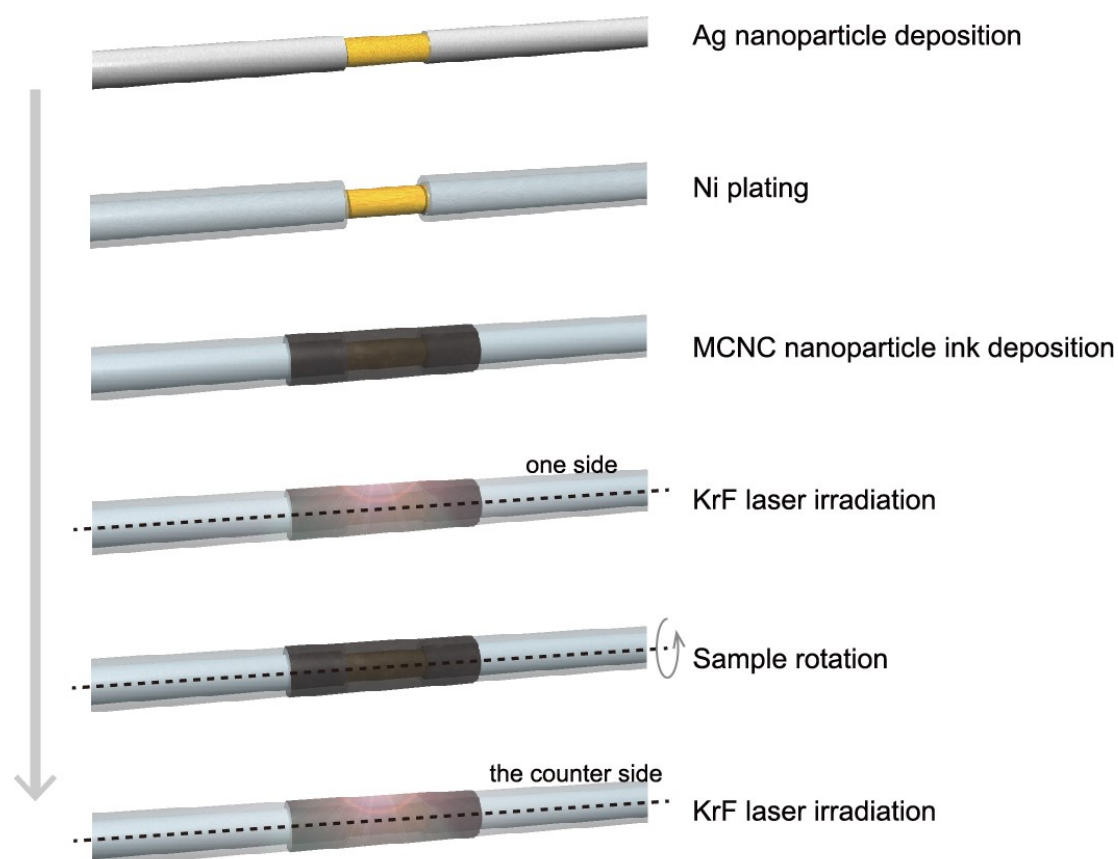 Ag nanoparticle deposition
Ni plating
MCNC nanoparticle ink deposition
one side
KrF laser irradiation
Sample rotation
the counter side
KrF laser irradiation